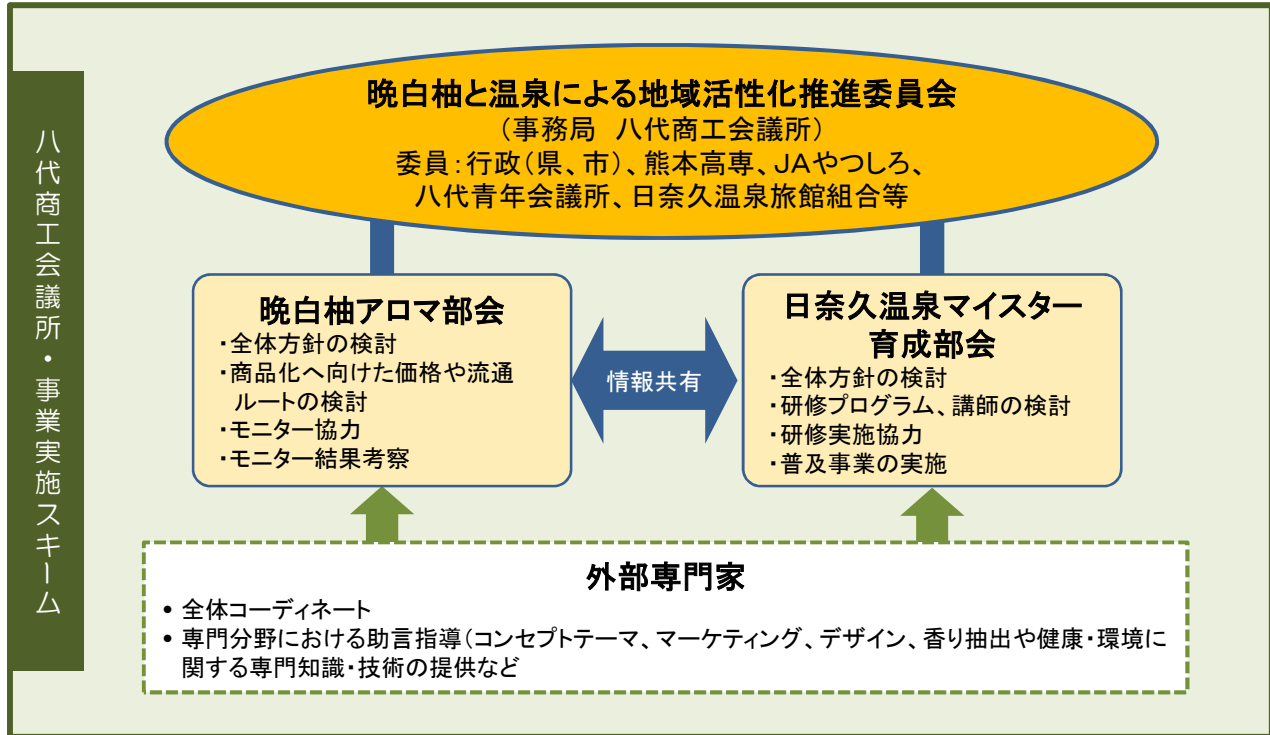 八代商工会議所・事業実施スキーム
晩白柚と温泉による地域活性化推進委員会
(事務局　八代商工会議所)
委員:行政(県、市)、熊本高専、JAやつしろ、
八代青年会議所、日奈久温泉旅館組合等
晩白柚アロマ部会
・全体方針の検討
・商品化へ向けた価格や流通
ルートの検討
・モニター協力
・モニター結果考察
情報共有
日奈久温泉マイスター
育成部会
・全体方針の検討
・研修プログラム、講師の検討
・研修実施協力
・普及事業の実施
外部専門家
• 全体コーディネート
• 専門分野における助言指導(コンセプトテーマ、マーケティング、デザイン、香り抽出や健康・環境に
関する専門知識・技術の提供など